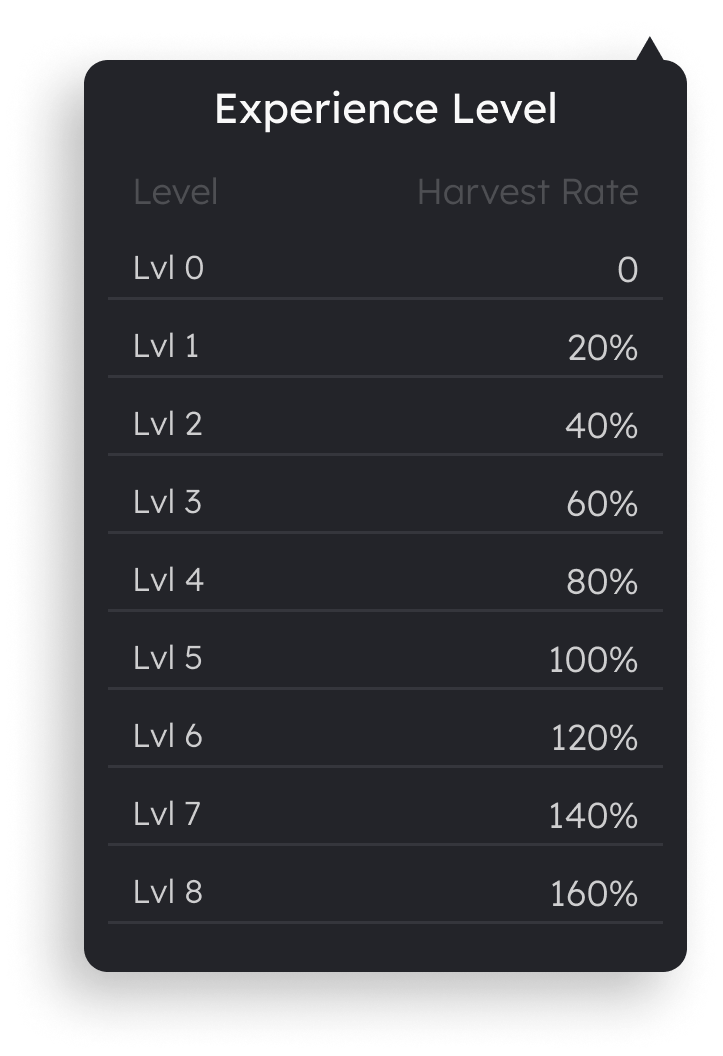 Experience Level
Level Harvest Rate
Lvl 0 0
Lvl 1 20%
Lvl 2 40%
Lvl 3 60%
Lvl 4 80%
Lvl 5 100%
Lvl 6 120%
Lvl 7 140%
Lvl 8 160%